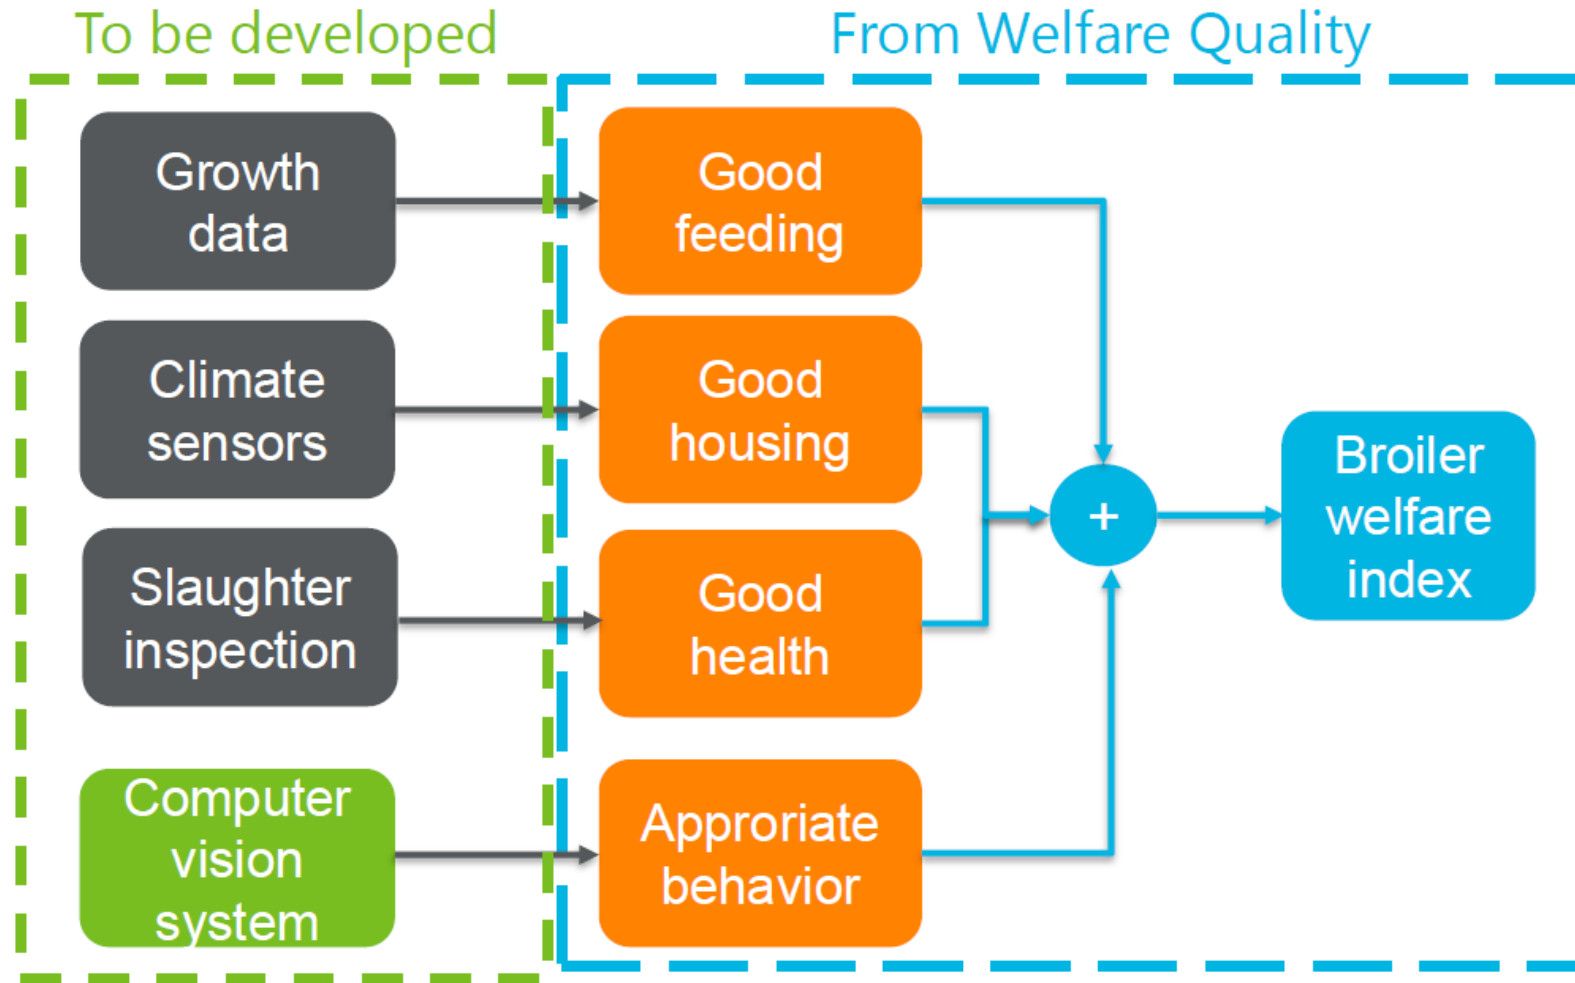 To be developed
From Welfare Quality
Growth
data
Good
feeding
Climate
sensors
Good
housing
Slaughter
inspection
Good
health
Computer
vision
system
Approriate
behavior
+
Broiler
welfare
index